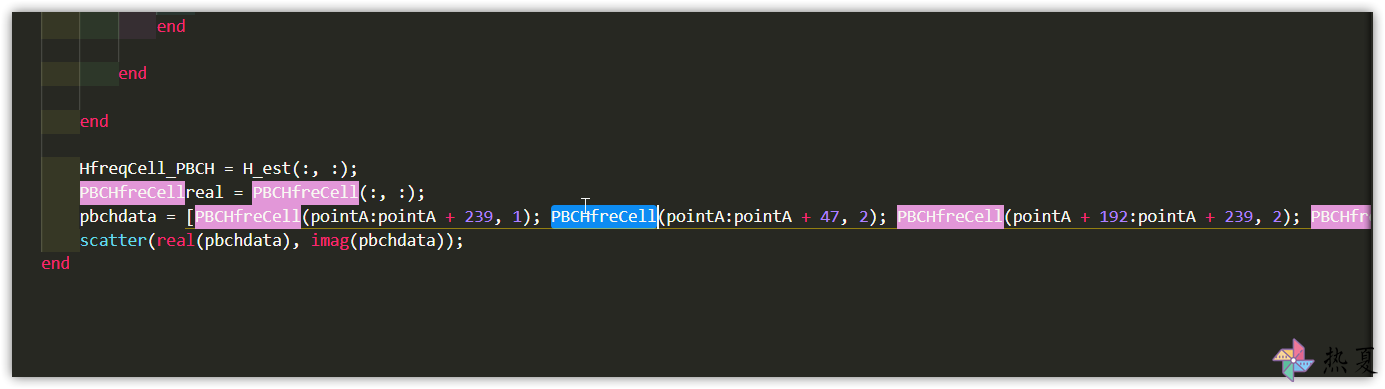 end
end
end
HfreqCell_PBCH = H_est(:, :);
PBCHfreCellreal = PBCHfreCell(:, :);
pbchdata = [PBCHfreCell(pointA:pointA + 239, 1); PBCHfreCell(pointA:pointA + 47, 2); PBCHfreCell(pointA + 192:pointA + 239, 2); PBCHfr
scatter(real(pbchdata), imag(pbchdata));
end
热夏